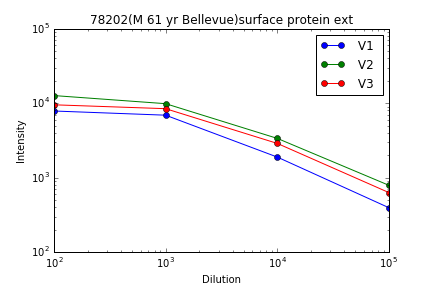 78202(M 61 yr Bellevue)surface protein ext
10^5
10^4
10^3
10^2
Intensity
V1
V2
V3
10^2 10^3 10^4 10^5
Dilution